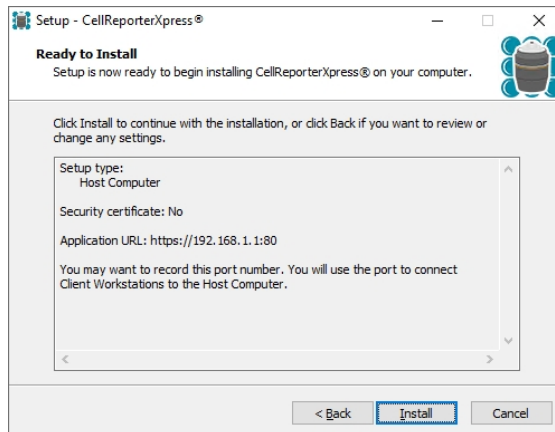 Setup - CellReporterXpress®
Ready to Install
Setup is now ready to begin installing CellReporterXpress® on your computer.
Click Install to continue with the installation, or click Back if you want to review or
change any settings.
Setup type:
Host Computer
Security certificate: No
Application URL: https://192.168.1.1:80
You may want to record this port number. You will use the port to connect
Client Workstations to the Host Computer.
< Back
Install
Cancel